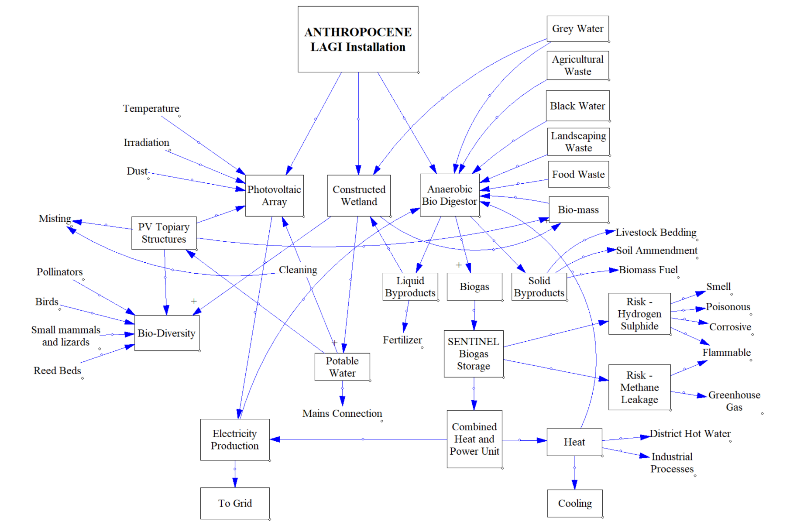 ANTHROPOCENE
LAGI Installation
Grey Water
Agricultural
Waste
Black Water
Landscaping
Waste
Food Waste
Bio-mass
Temperature
Irradiation
Dust
Photovoltaic
Array
Constructed
Wetland
Anaerobic
Bio Digestor
Misting
PV Topiary
Structures
Livestock Bedding
Soil Ammendment
Biomass Fuel
Cleaning
Pollinators
Birds
Small mammals
and lizards
Reed Beds
Bio-Diversity
Liquid
Byproducts
Biogas
Solid
Byproducts
Fertilizer
Risk -
Hydrogen
Sulphide
Smell
Poisonous
Corrosive
Flammable
SENTINEL
Biogas
Storage
Potable
Water
Risk -
Methane
Leakage
Greenhouse
Gas
Mains Connection
Electricity
Production
Combined
Heat and
Power Unit
Heat
District Hot Water
Industrial
Processes
To Grid
Cooling